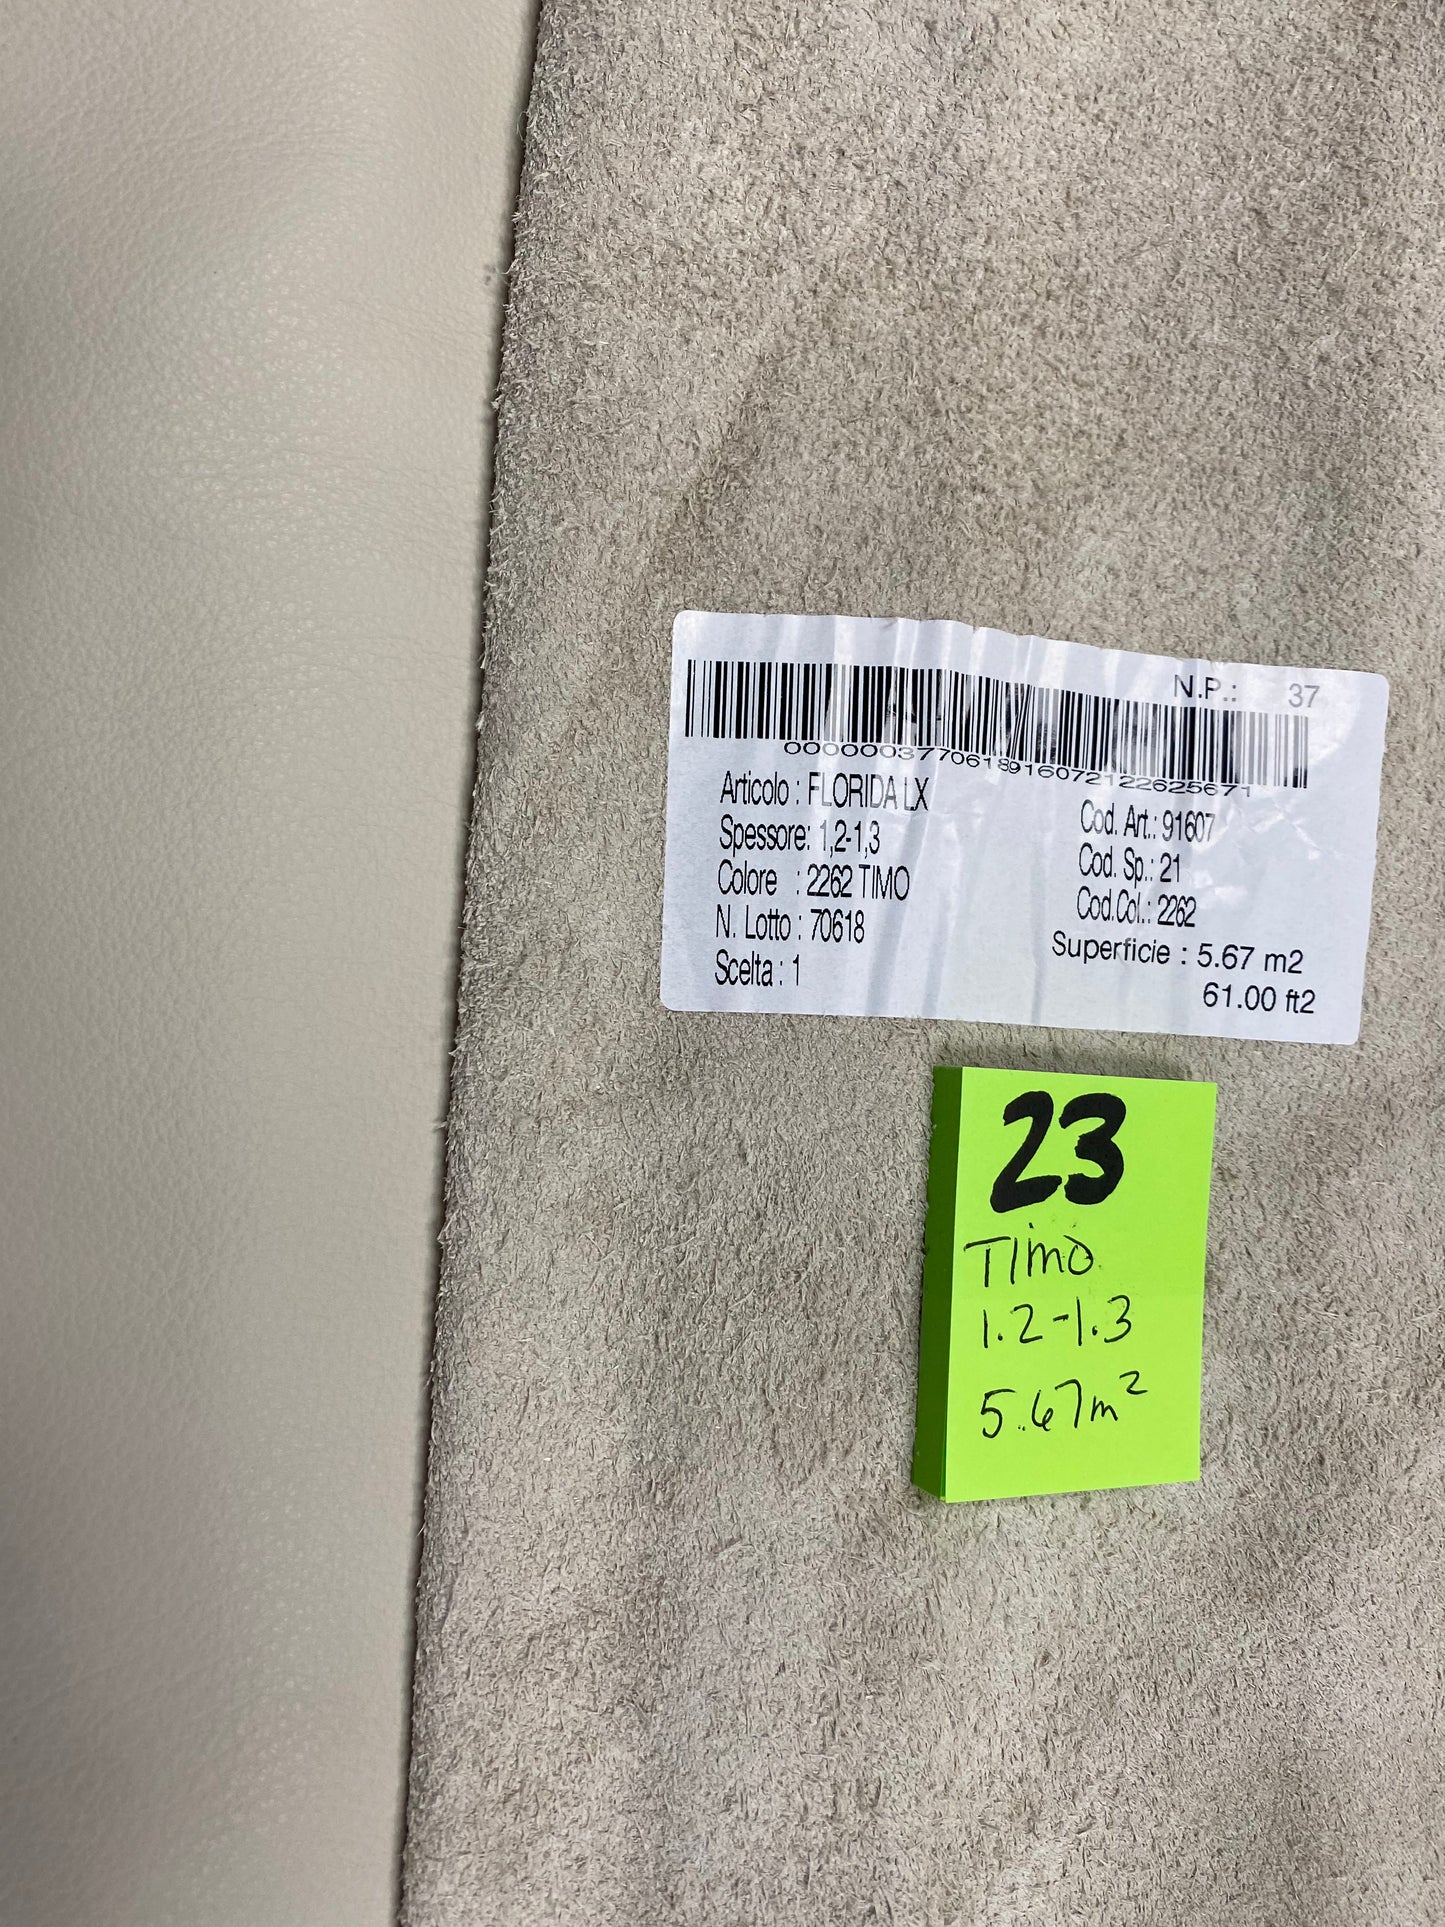 N.P.: 37
000000377061891607212262567 1
Articolo : FLORIDA LX
Cod. Art.: 91607
Spessore: 1,2-1,3
Cod. Sp.: 21
Colore : 2262 TIMO
Cod.Col.: 2262
N. Lotto : 70618
Superficie : 5.67 m2
Scelta : 1
61.00 ft2
23
TIMO
1.2-1.3
5.67m²